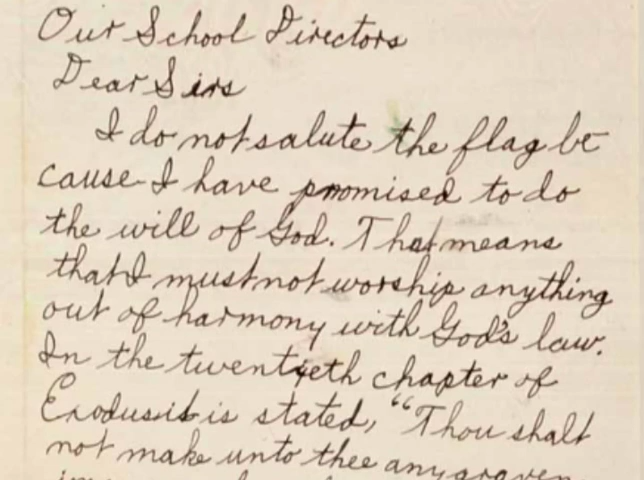 Our School Directors
Dear Sirs
I do not salute the flag be
cause I have promised to do
the will of God. That means
that I must not worship anything
out of harmony with God's law.
In the twentyeth chapter of
Exodus it is stated, “Thou shalt
not make unto thee any graven